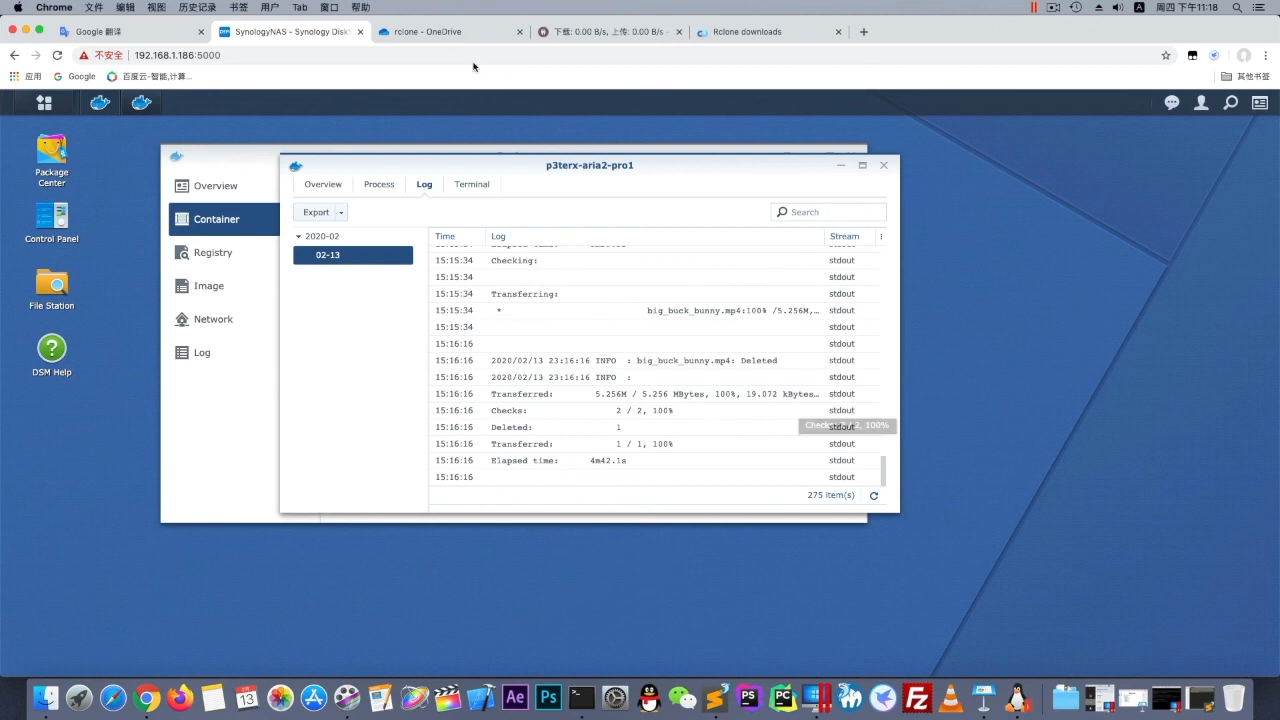 Chrome 文件 编辑 视图 历史记录 书签 用户 Tab 窗口 帮助 A 周四 下午11:18
Google 翻译 SynologyNAS - Synology Disk rclone - OneDrive 下载: 0.00 B/s, 上传: 0.00 B/s - Rclone downloads
不安全 192.168.1.186:5000
应用 Google 百度云-智能,计算... 其他书签
Package Center
Control Panel
File Station
DSM Help
Overview
Container
Registry
Image
Network
Log
p3terx-aria2-pro1
Overview Process Log Terminal
Export Search
2020-02
02-13
Time Log Stream
15:15:34 Checking: stdout
15:15:34 stdout
15:15:34 Transferring: stdout
15:15:34 * big_buck_bunny.mp4:100% /5.256M,... stdout
15:15:34 stdout
15:16:16 stdout
15:16:16 2020/02/13 23:16:16 INFO : big_buck_bunny.mp4: Deleted stdout
15:16:16 2020/02/13 23:16:16 INFO : stdout
15:16:16 Transferred: 5.256M / 5.256 MBytes, 100%, 19.072 kBytes... stdout
15:16:16 Checks: 2 / 2, 100% stdout
15:16:16 Deleted: 1 stdout
15:16:16 Transferred: 1 / 1, 100% stdout
15:16:16 Elapsed time: 4m42.1s stdout
15:16:16 stdout
275 item(s)
13 Ae Ps PS PC FZ